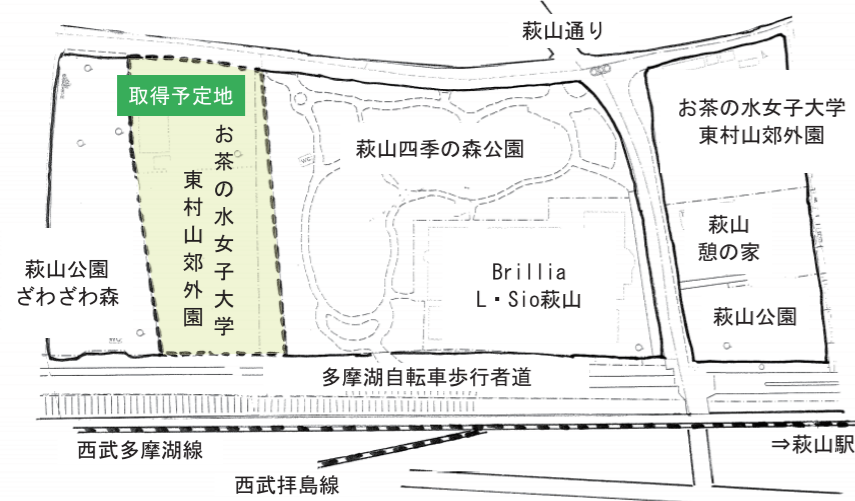 萩山通り
取得予定地
お茶の水女子大学
東村山郊外園
萩山四季の森公園
お茶の水女子大学
東村山郊外園
萩山
憩の家
萩山公園
ざわざわ森
Brillia
L・Sio萩山
萩山公園
多摩湖自転車歩行者道
西武多摩湖線
⇒萩山駅
西武拝島線